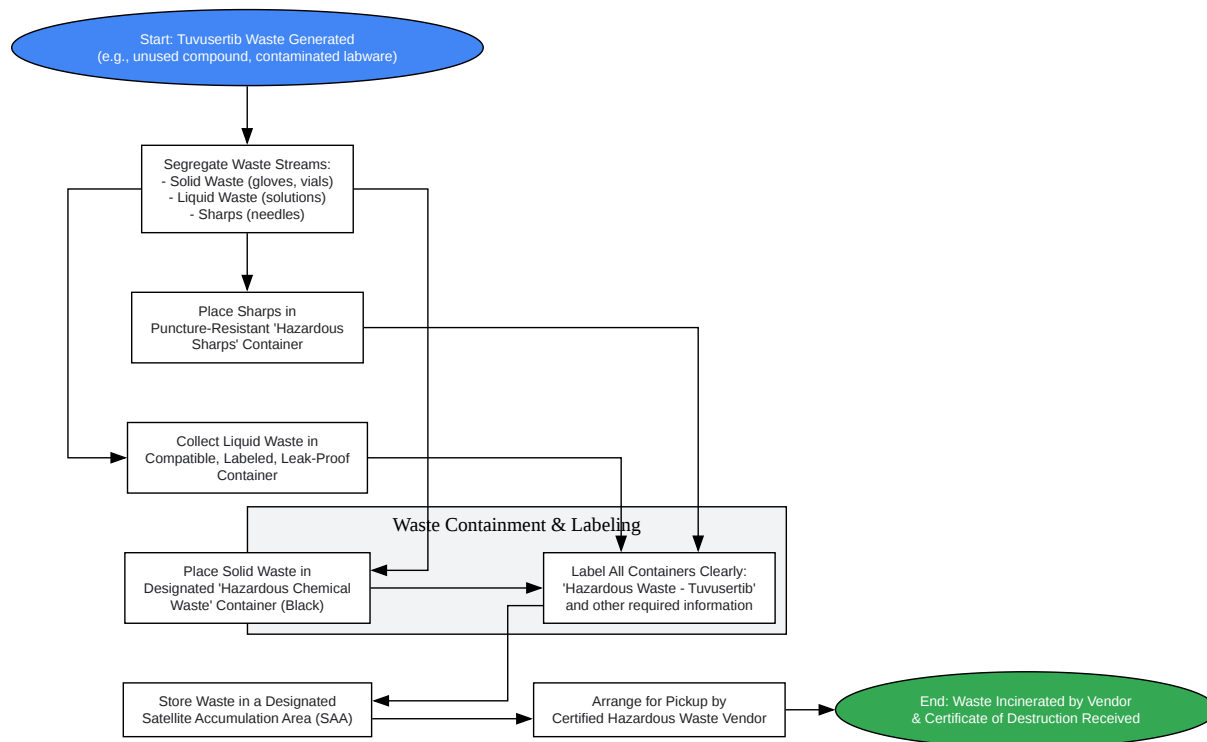 Start: Tuvusertib Waste Generated
(e.g., unused compound, contaminated labware)
Segregate Waste Streams:
- Solid Waste (gloves, vials)
- Liquid Waste (solutions)
- Sharps (needles)
Place Sharps in
Puncture-Resistant 'Hazardous
Sharps' Container
Collect Liquid Waste in
Compatible, Labeled, Leak-Proof
Container
Waste Containment & Labeling
Place Solid Waste in
Designated 'Hazardous Chemical
Waste' Container (Black)
Label All Containers Clearly:
'Hazardous Waste - Tuvusertib'
and other required information
Store Waste in a Designated
Satellite Accumulation Area (SAA)
Arrange for Pickup by
Certified Hazardous Waste Vendor
End: Waste Incinerated by Vendor
& Certificate of Destruction Received